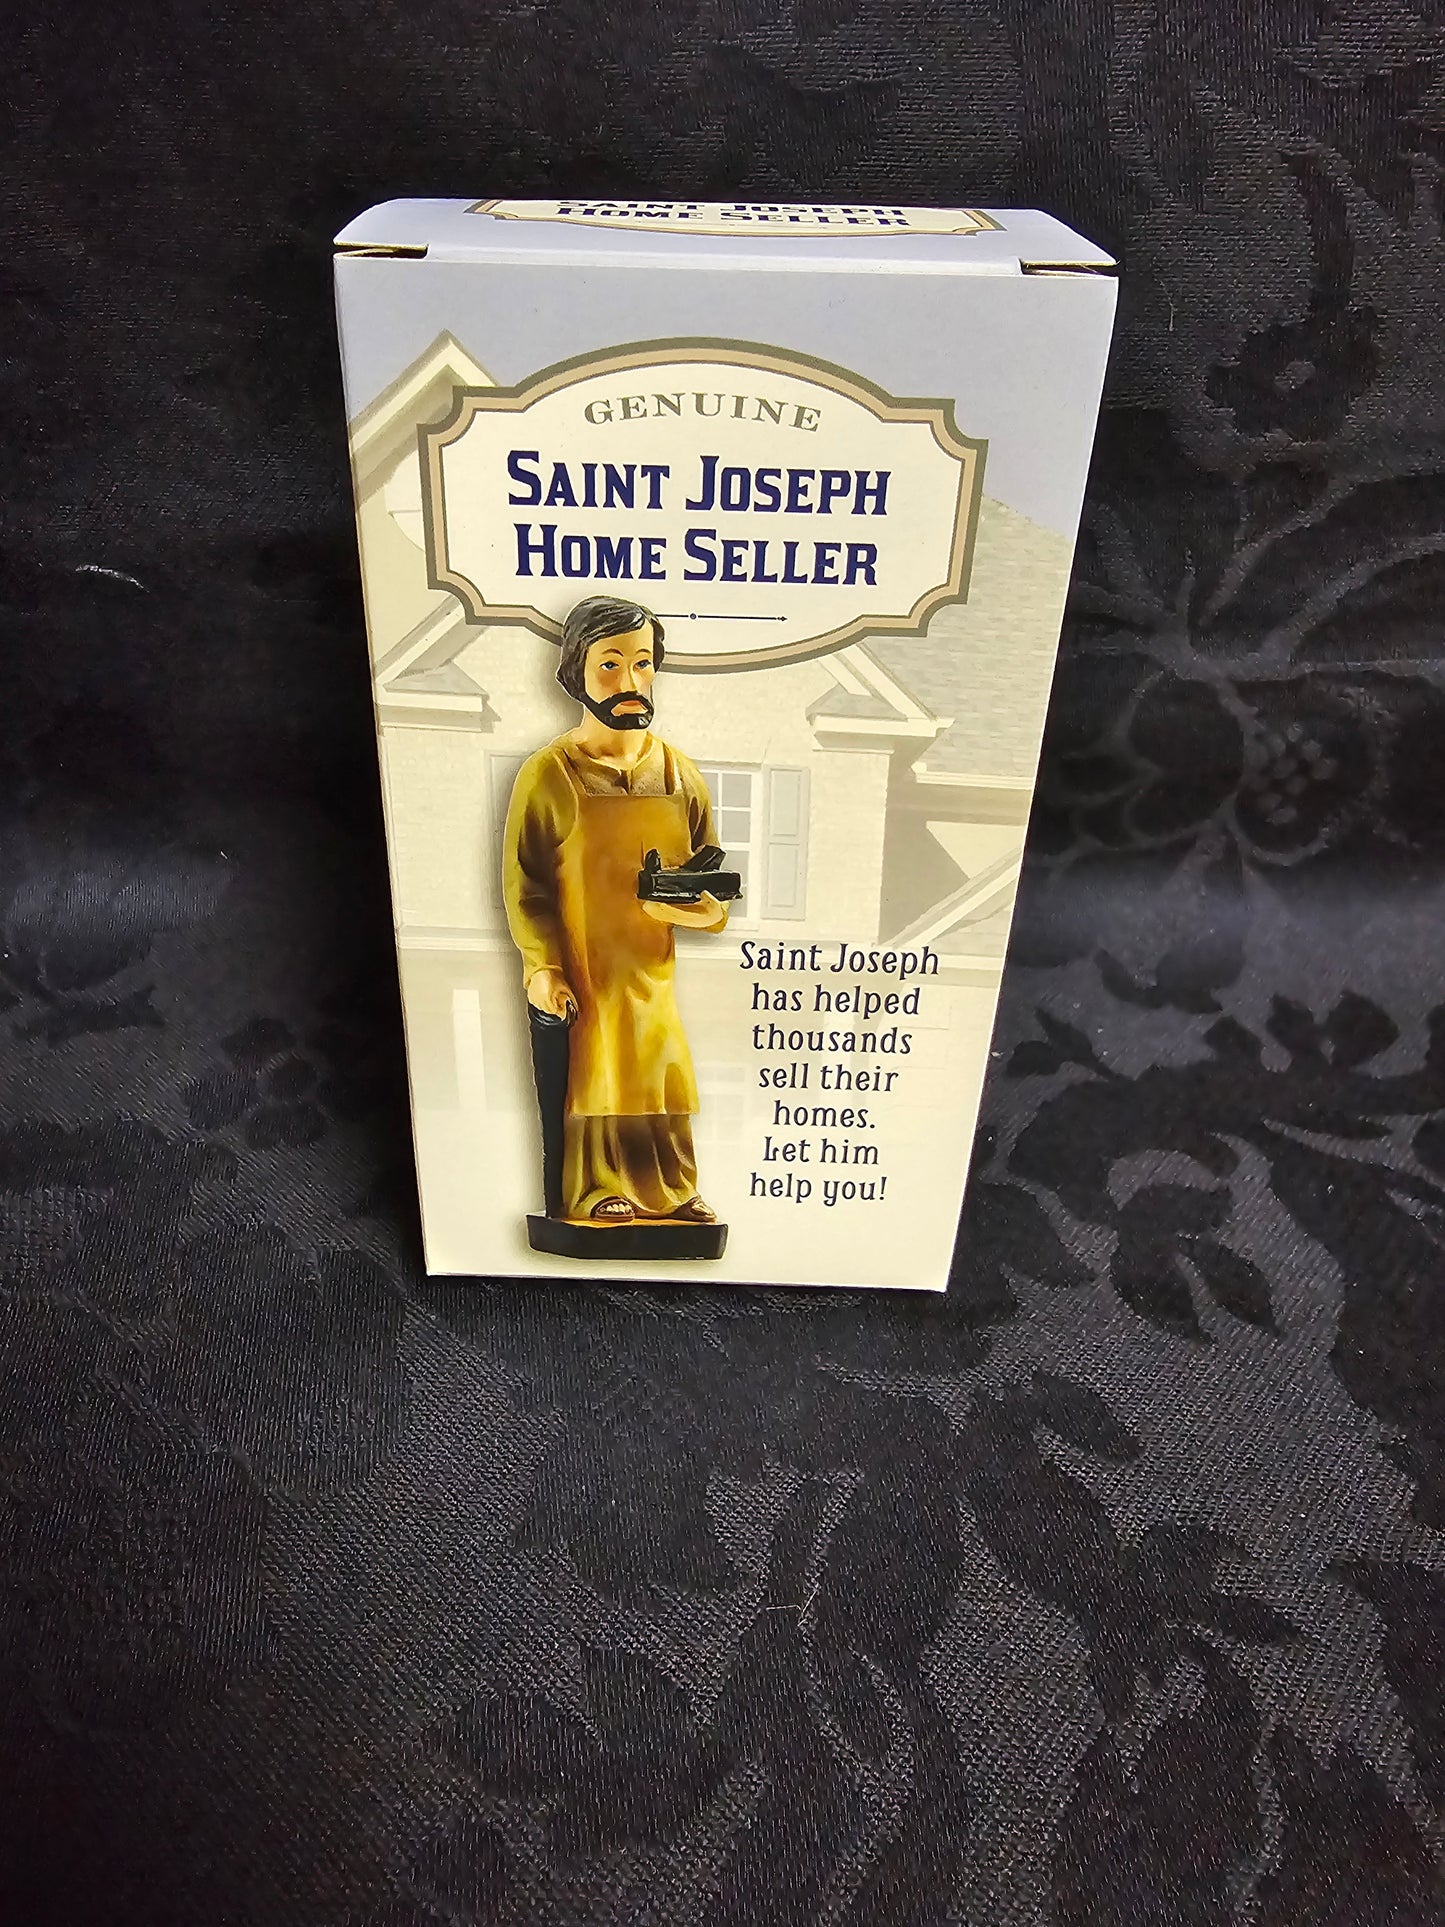 SAINT JOSEPH
HOME SELLER
GENUINE
SAINT JOSEPH
HOME SELLER
Saint Joseph
has helped
thousands
sell their
homes.
Let him
help you!